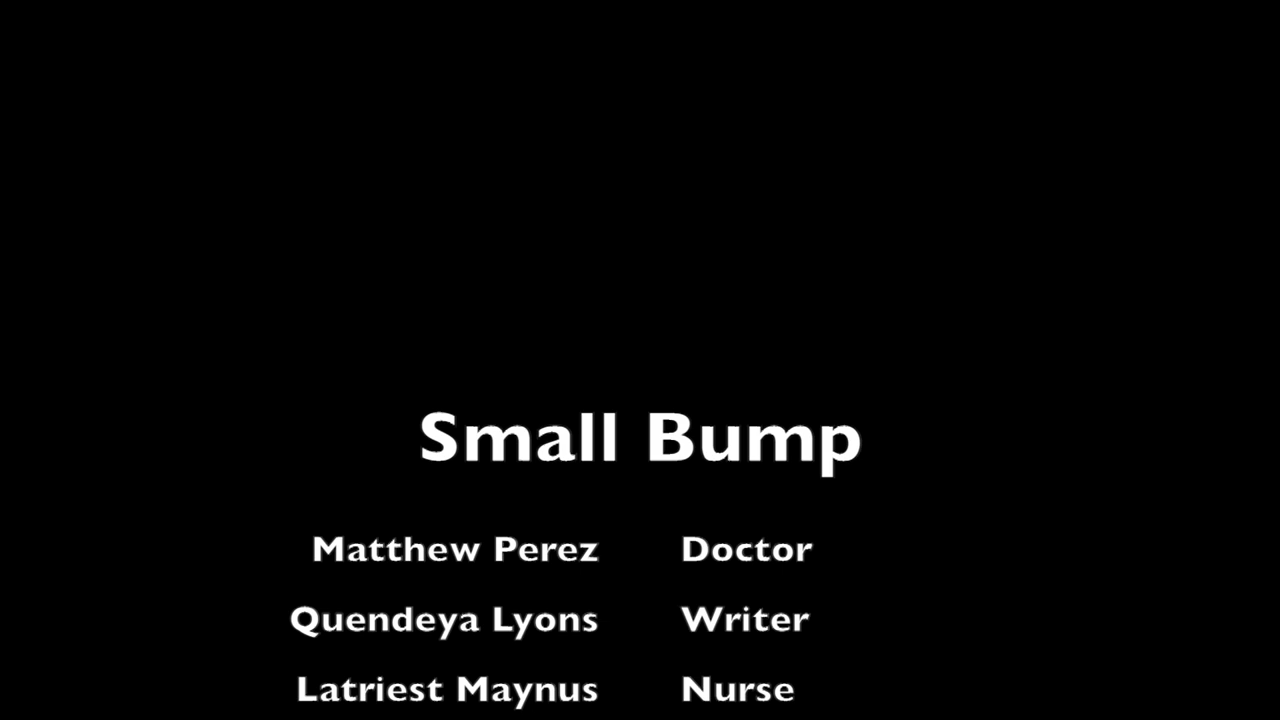 Small Bump
Matthew Perez Doctor
Quendeya Lyons Writer
Latriest Maynus Nurse